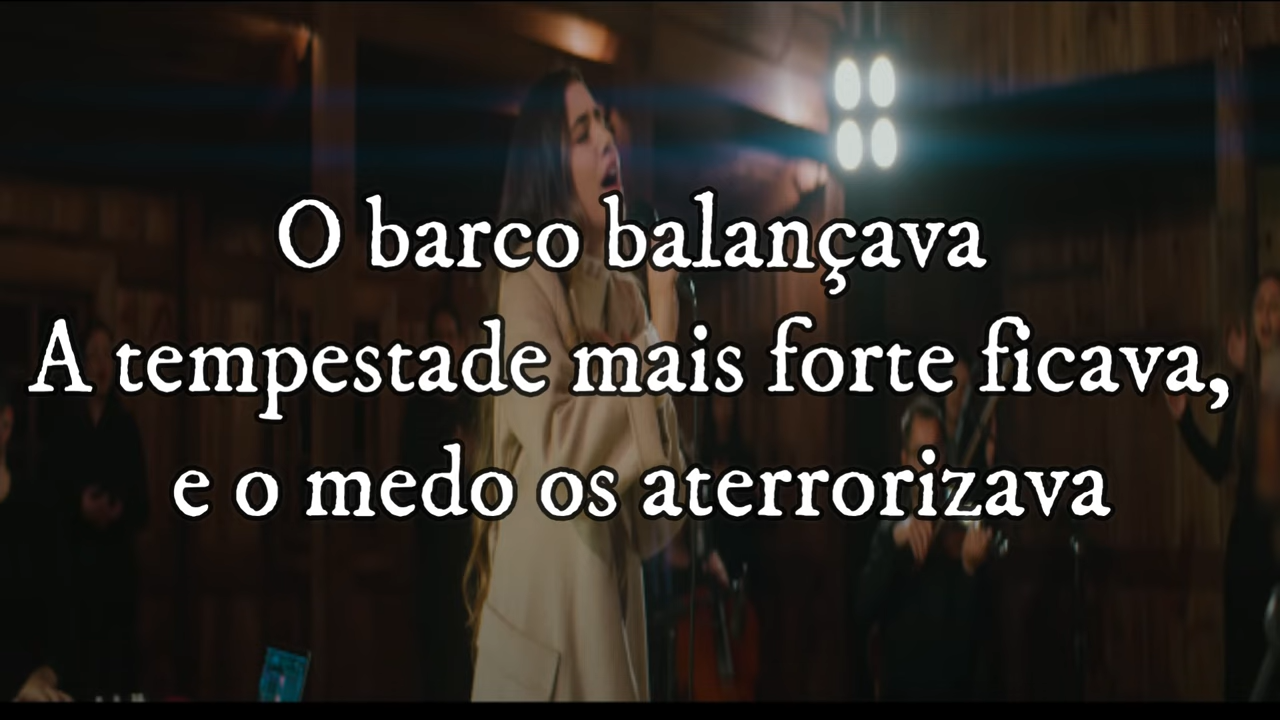 O barco balançava
A tempestade mais forte ficava,
e o medo os aterrorizava